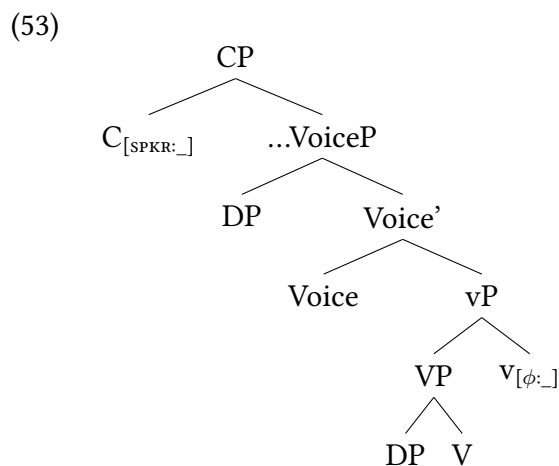 (53)
CP
C[SPKR:_] ...VoiceP
DP Voice'
Voice vP
VP v[ϕ:_]
DP V